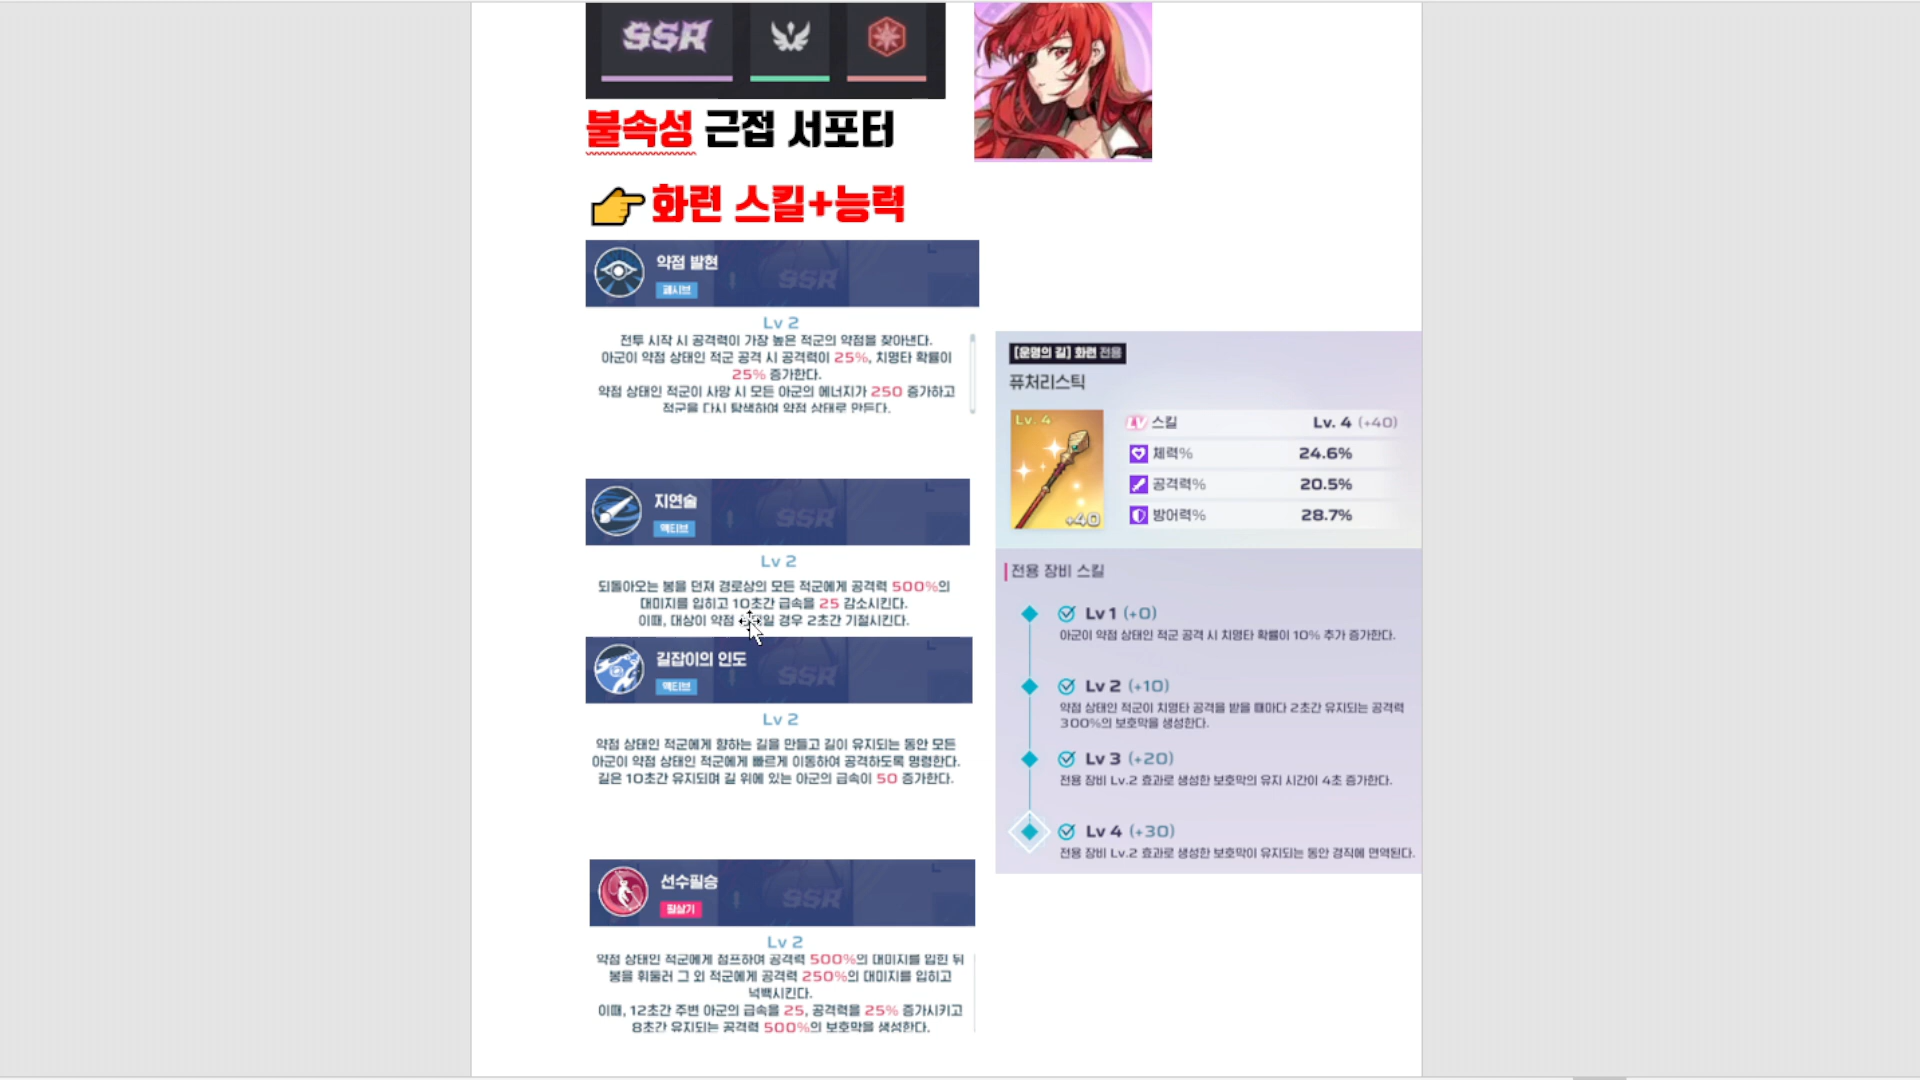 SSR
불속성 근접 서포터
👉화련 스킬+능력
약점 발현
패시브
SSR
Lv 2
전투 시작 시 공격력이 가장 높은 적군의 약점을 찾아낸다.
아군이 약점 상태인 적군 공격 시 공격력이 25%, 치명타 확률이
25% 증가한다.
약점 상태인 적군이 사망 시 모든 아군의 에너지가 250 증가하고
적군을 다시 탐색하여 약점 상태로 만든다.
지연술
액티브
SSR
Lv 2
되돌아오는 봉을 던져 경로상의 모든 적군에게 공격력 500%의
대미지를 입히고 10초간 급속을 25 감소시킨다.
이때, 대상이 약점 일 경우 2초간 기절시킨다.
길잡이의 인도
액티브
SSR
Lv 2
약점 상태인 적군에게 향하는 길을 만들고 길이 유지되는 동안 모든
아군이 약점 상태인 적군에게 빠르게 이동하여 공격하도록 명령한다.
길은 10초간 유지되며 길 위에 있는 아군의 급속이 50 증가한다.
선수필승
필살기
SSR
Lv 2
약점 상태인 적군에게 점프하여 공격력 500%의 대미지를 입힌 뒤
봉을 휘둘러 그 외 적군에게 공격력 250%의 대미지를 입히고
넉백시킨다.
이때, 12초간 주변 아군의 급속을 25, 공격력을 25% 증가시키고
8초간 유지되는 공격력 500%의 보호막을 생성한다.
[운명의 길] 화련 전용
퓨처리스틱
Lv. 4
+40
LV 스킬 Lv. 4 (+40)
체력% 24.6%
공격력% 20.5%
방어력% 28.7%
전용 장비 스킬
Lv 1 (+0)
아군이 약점 상태인 적군 공격 시 치명타 확률이 10% 추가 증가한다.
Lv 2 (+10)
약점 상태인 적군이 치명타 공격을 받을 때마다 2초간 유지되는 공격력
300%의 보호막을 생성한다.
Lv 3 (+20)
전용 장비 Lv.2 효과로 생성한 보호막의 유지 시간이 4초 증가한다.
Lv 4 (+30)
전용 장비 Lv.2 효과로 생성한 보호막이 유지되는 동안 경직에 면역된다.